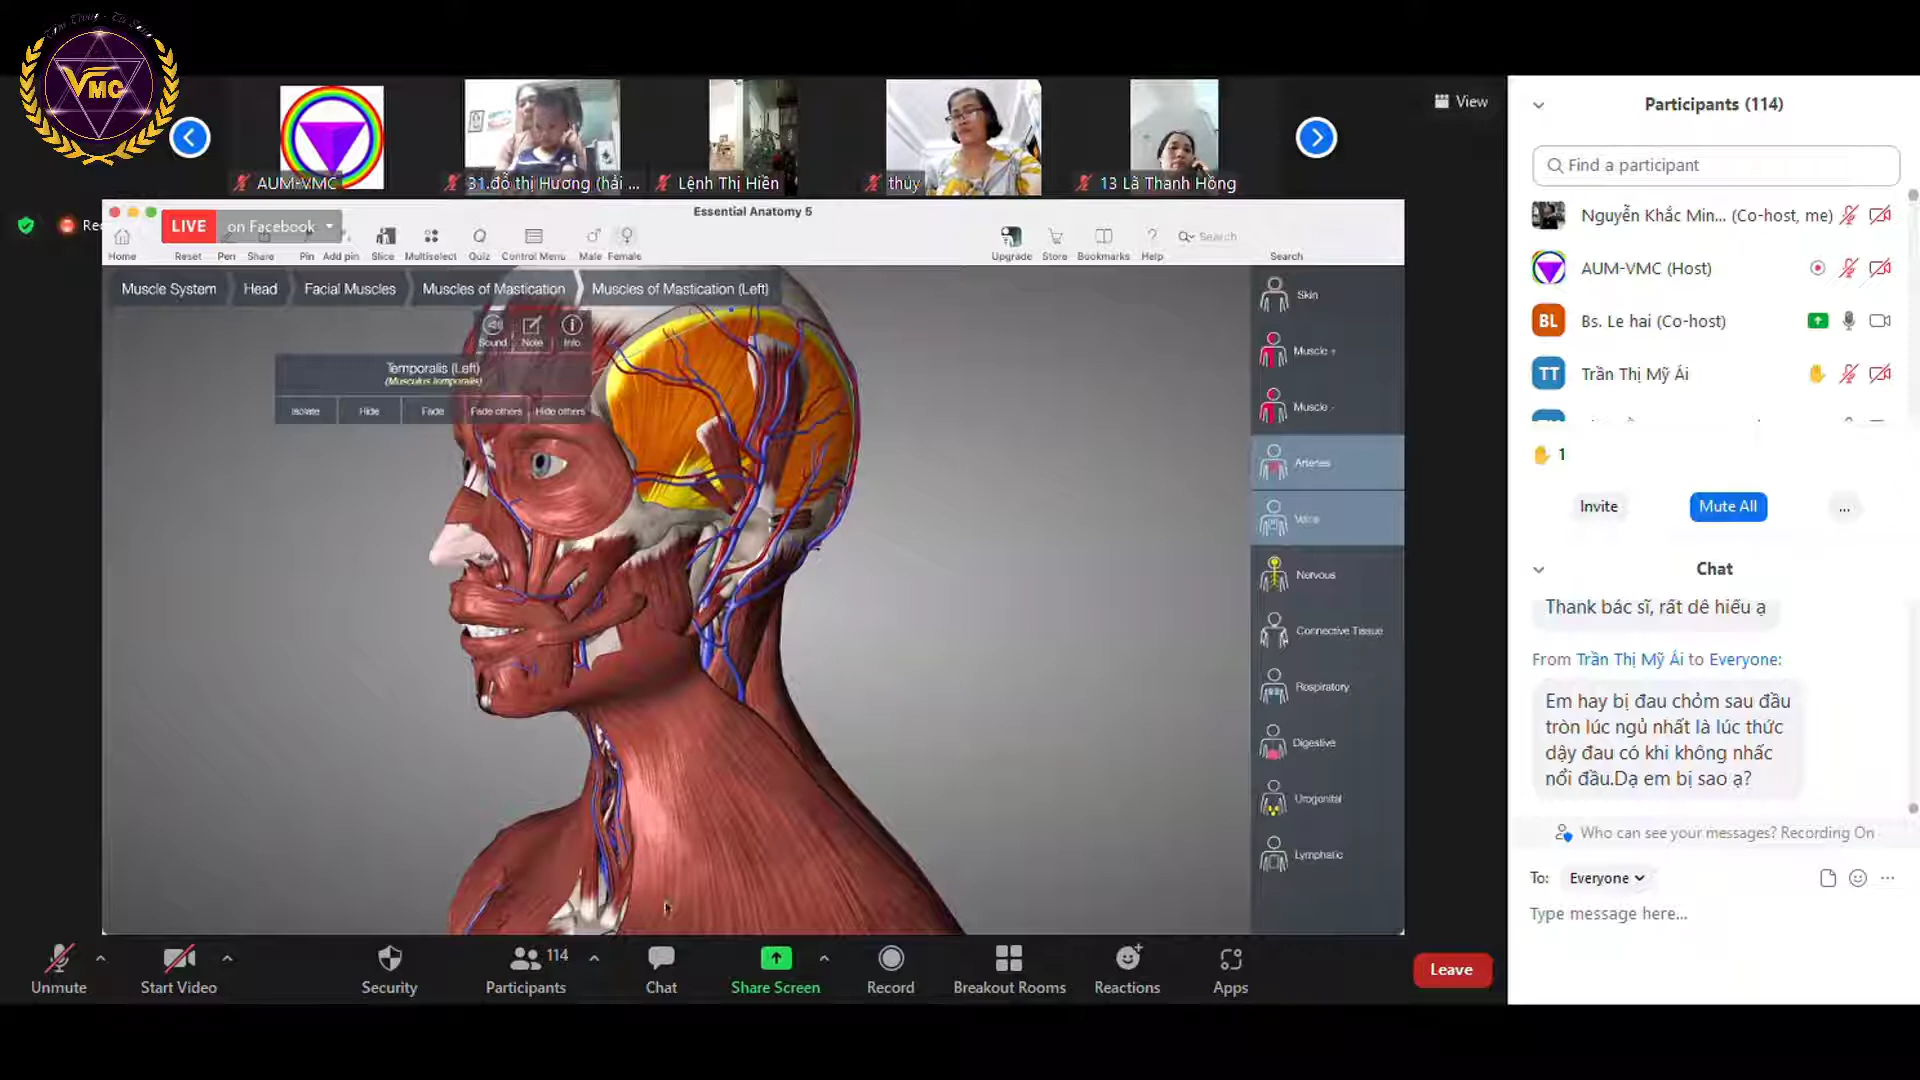 VMC
AUM-VMC
31.đỗ thị Hương (hải ...
Lệnh Thị Hiền
thủy
13 Lã Thanh Hồng
View
LIVE
on Facebook
Essential Anatomy 5
Home
Reset
Pen
Share
Pin
Add pin
Slice
Multiselect
Quiz
Control Menu
Male
Female
Upgrade
Store
Bookmarks
Help
Search
Search
Muscle System
Head
Facial Muscles
Muscles of Mastication
Muscles of Mastication (Left)
Sound
Note
Info
Temporalis (Left)
(Musculus temporalis)
Isolate
Hide
Fade
Fade others
Hide others
Skin
Muscle +
Muscle -
Arteries
Veins
Nervous
Connective Tissue
Respiratory
Digestive
Urogenital
Lymphatic
Participants (114)
Find a participant
Nguyễn Khắc Min... (Co-host, me)
AUM-VMC (Host)
BL
Bs. Le hai (Co-host)
TT
Trần Thị Mỹ Ái
1
Invite
Mute All
...
Chat
Thank bác sĩ, rất dê hiểu ạ
From Trần Thị Mỹ Ái to Everyone:
Em hay bị đau chỏm sau đầu
tròn lúc ngủ nhất là lúc thức
dậy đau có khi không nhấc
nổi đầu.Dạ em bị sao ạ?
Who can see your messages? Recording On
To:
Everyone
Type message here...
Unmute
Start Video
Security
114
Participants
Chat
Share Screen
Record
Breakout Rooms
Reactions
Apps
Leave